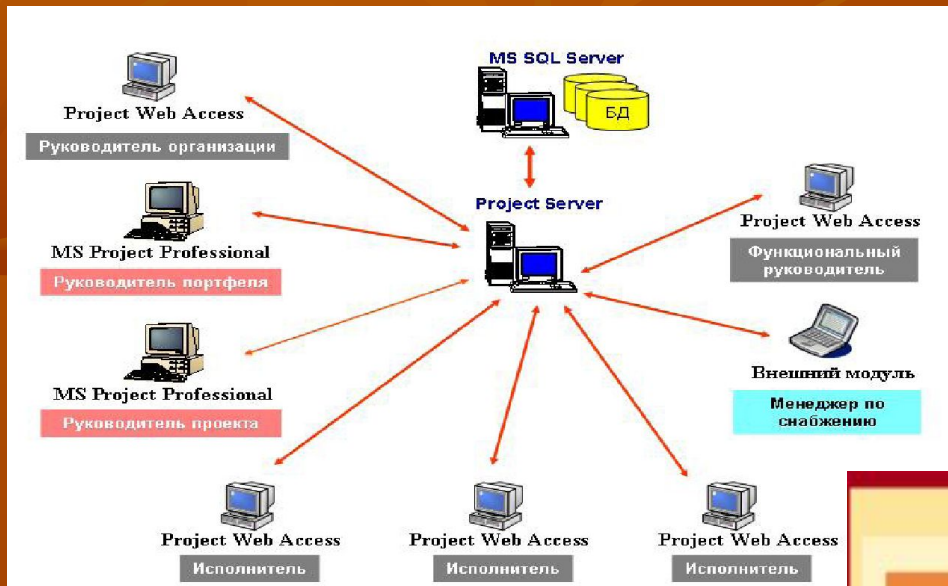 MS SQL Server
БД
Project Web Access
Руководитель организации
Project Server
MS Project Professional
Руководитель портфеля
Project Web Access
Функциональный
руководитель
MS Project Professional
Руководитель проекта
Внешний модуль
Менеджер по
снабжению
Project Web Access
Исполнитель
Project Web Access
Исполнитель
Project Web Access
Исполнитель